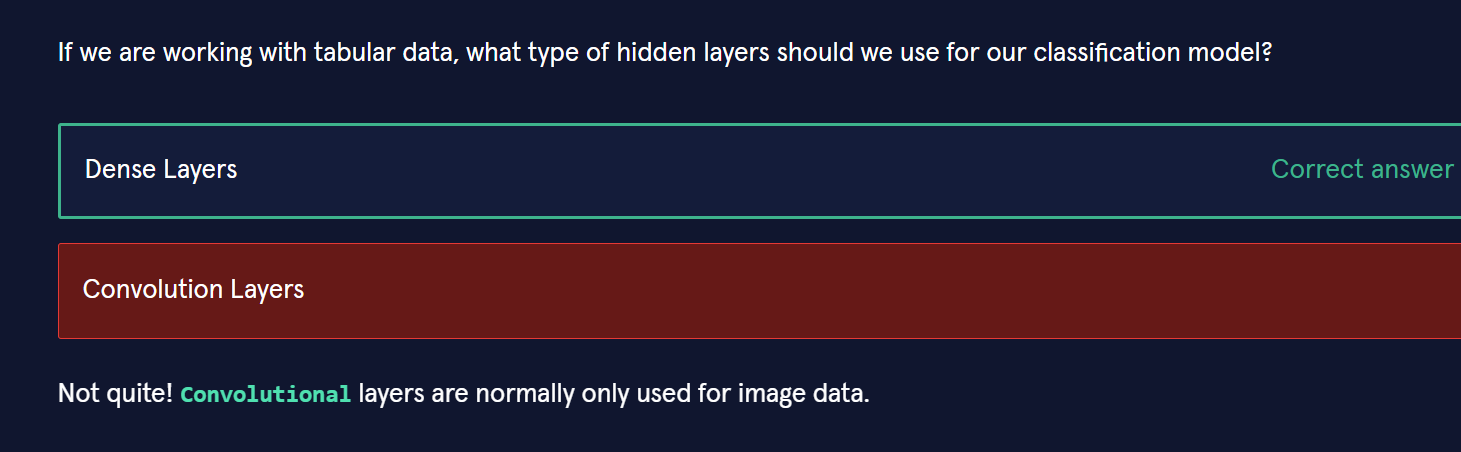 If we are working with tabular data, what type of hidden layers should we use for our classification model?
Dense Layers Correct answer
Convolution Layers
Not quite! Convolutional layers are normally only used for image data.